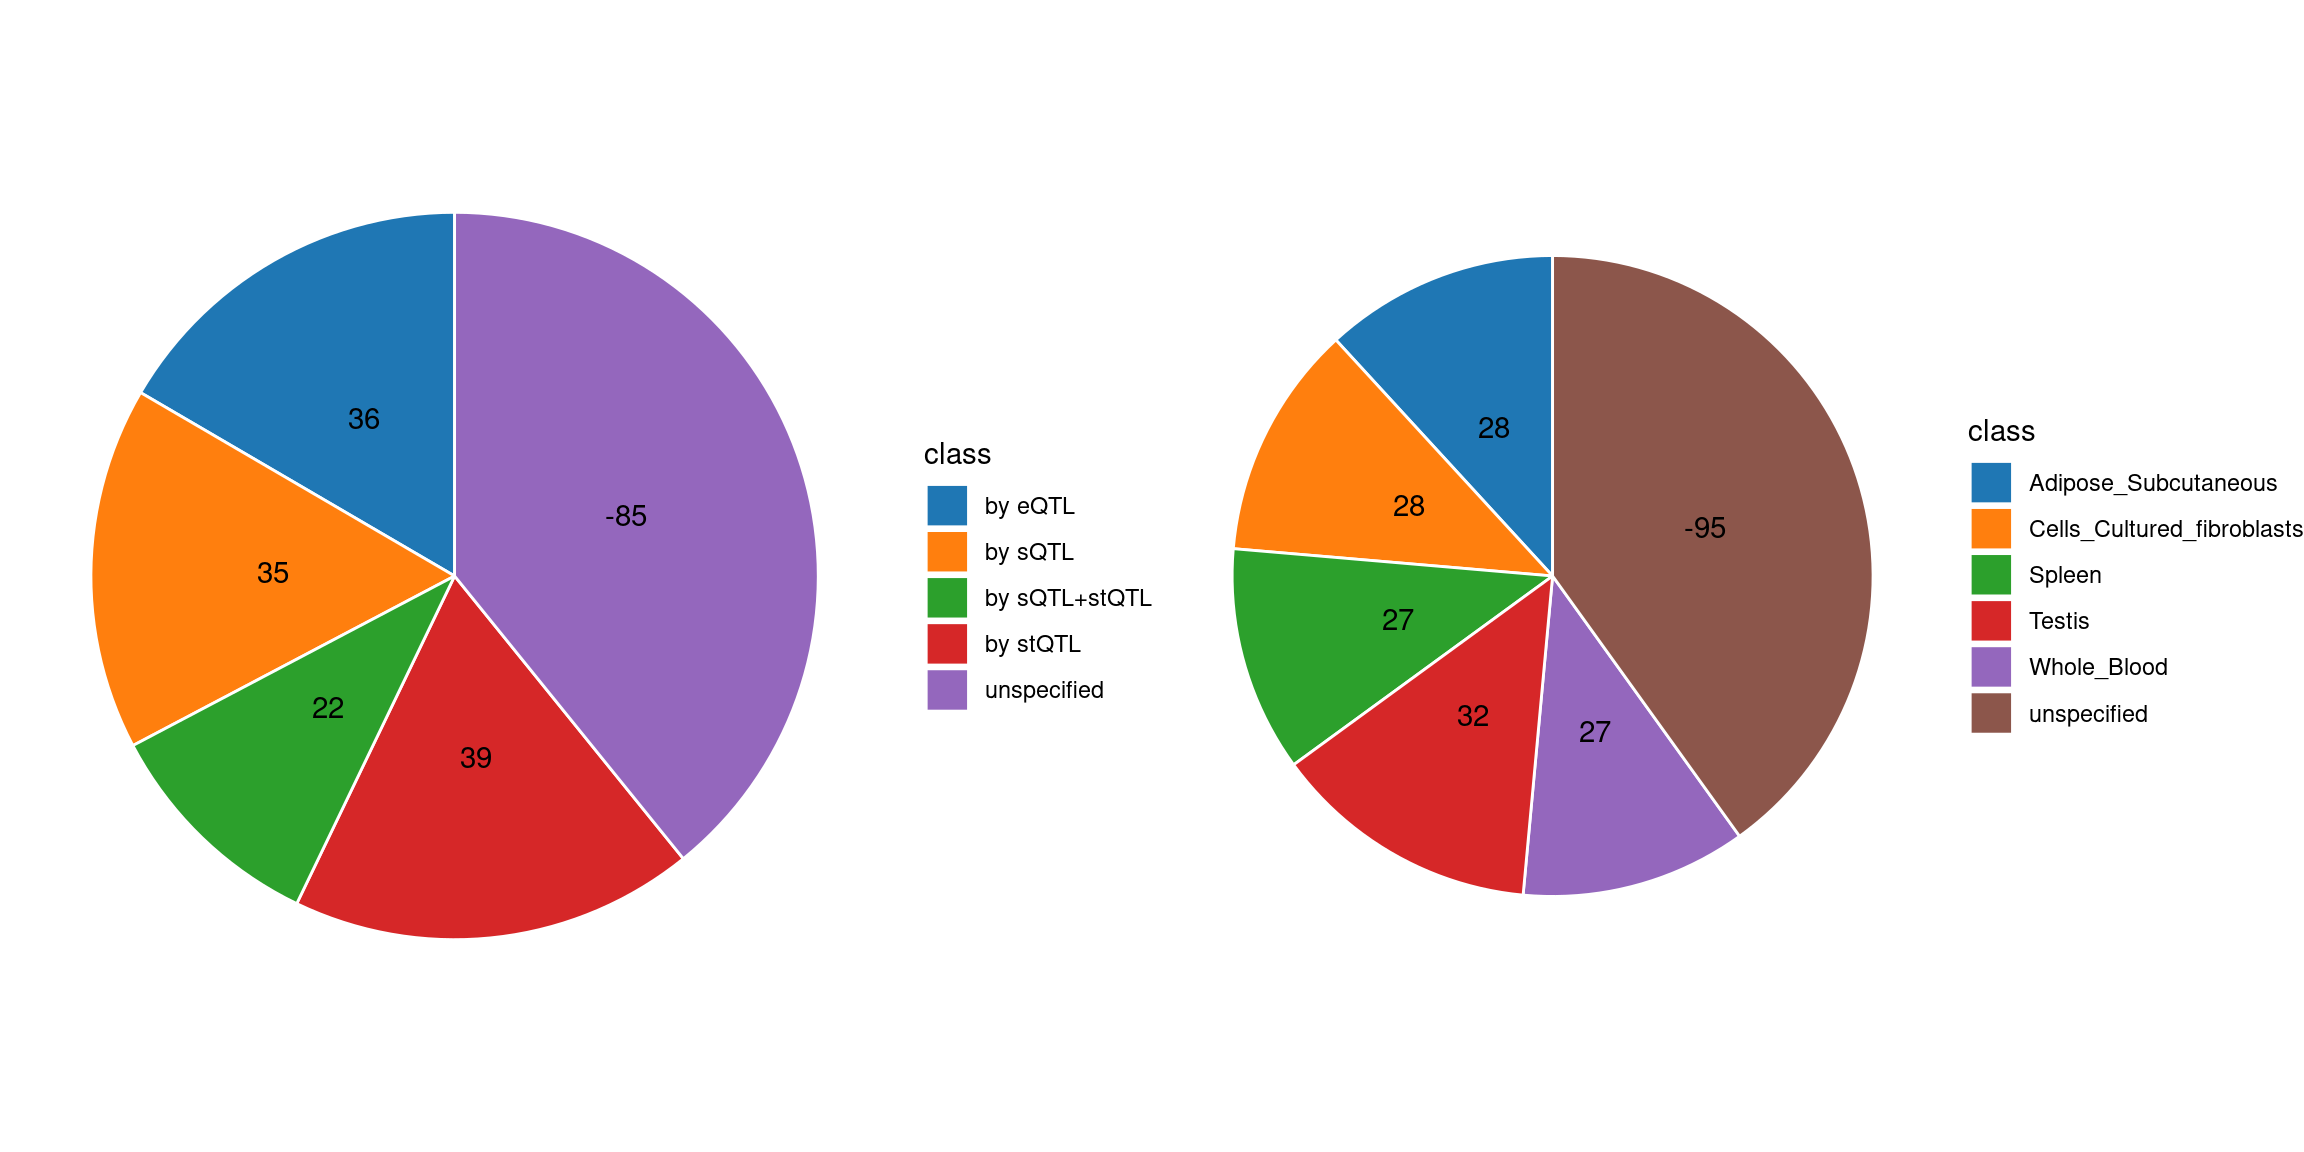 36
35
22
39
-85
class
by eQTL
by sQTL
by sQTL+stQTL
by stQTL
unspecified
28
28
27
32
27
-95
class
Adipose_Subcutaneous
Cells_Cultured_fibroblasts
Spleen
Testis
Whole_Blood
unspecified